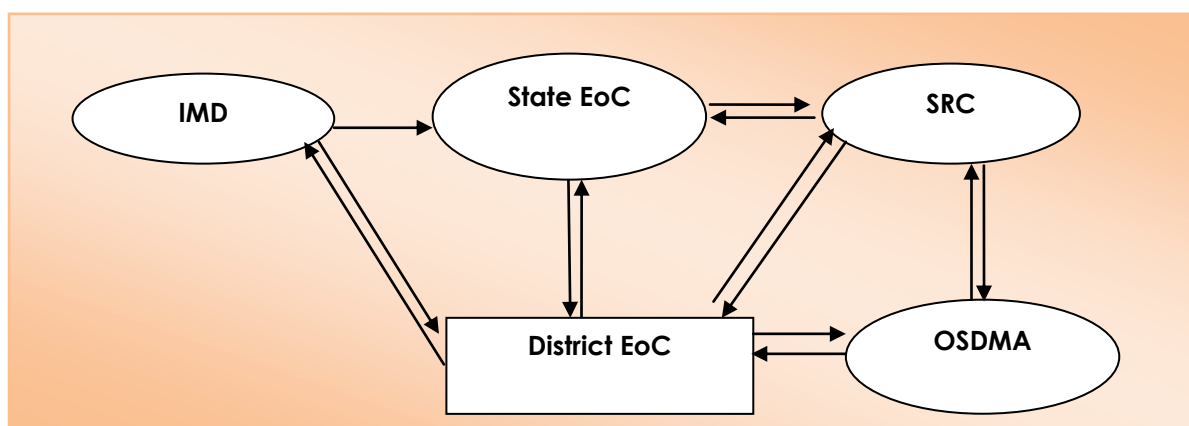 IMD
State EoC
SRC
District EoC
OSDMA